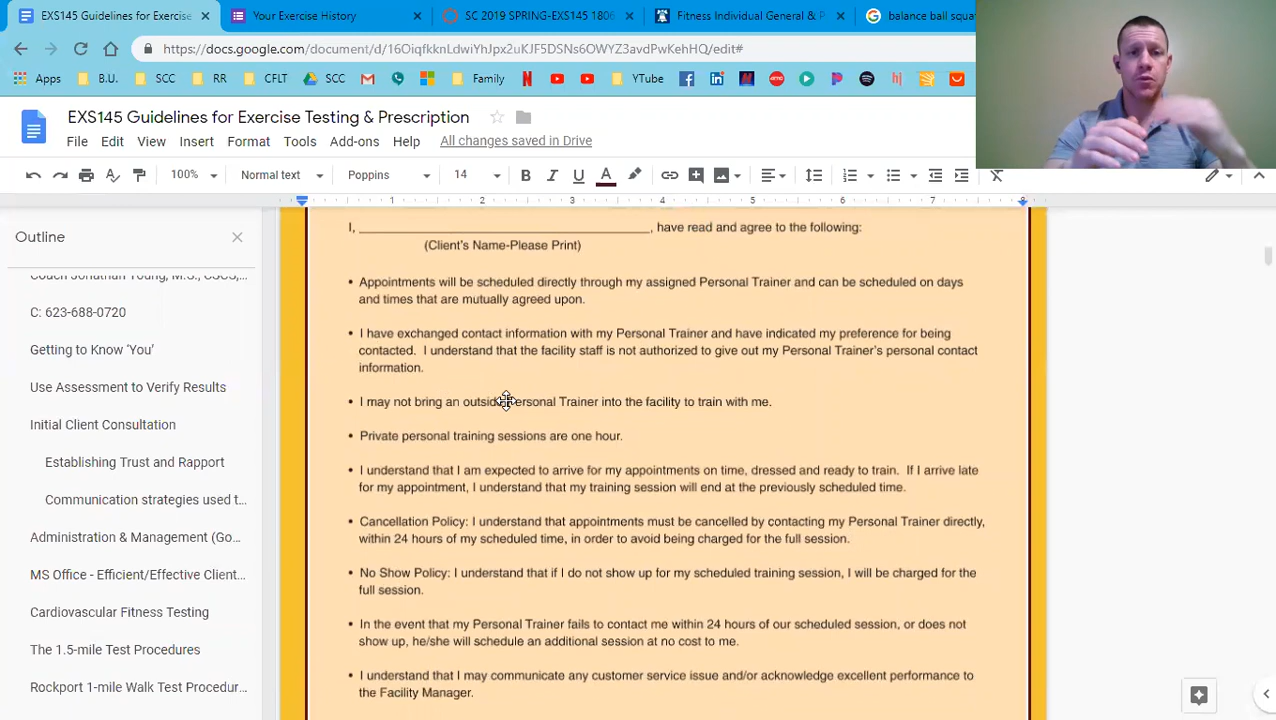 EXS145 Guidelines for Exercise
Your Exercise History
SC 2019 SPRING-EXS145 1806
Fitness Individual General & P
balance ball squa
https://docs.google.com/document/d/16OiqfkknLdwiYhJpx2uKJF5DSNs6OWYZ3avdPwKehHQ/edit#
Apps B.U. SCC RR CFLT SCC Family YTube
EXS145 Guidelines for Exercise Testing & Prescription
File Edit View Insert Format Tools Add-ons Help All changes saved in Drive
100% Normal text Poppins 14
1 2 3 4 5 6 7 8
Outline
Coach Jonathan Young, M.S., CSCS,
C: 623-688-0720
Getting to Know ‘You’
Use Assessment to Verify Results
Initial Client Consultation
Establishing Trust and Rapport
Communication strategies used t...
Administration & Management (Go...
MS Office - Efficient/Effective Client...
Cardiovascular Fitness Testing
The 1.5-mile Test Procedures
Rockport 1-mile Walk Test Procedur...
I, ________________________________, have read and agree to the following:
(Client’s Name-Please Print)
• Appointments will be scheduled directly through my assigned Personal Trainer and can be scheduled on days
and times that are mutually agreed upon.
• I have exchanged contact information with my Personal Trainer and have indicated my preference for being
contacted. I understand that the facility staff is not authorized to give out my Personal Trainer’s personal contact
information.
• I may not bring an outside Personal Trainer into the facility to train with me.
• Private personal training sessions are one hour.
• I understand that I am expected to arrive for my appointments on time, dressed and ready to train. If I arrive late
for my appointment, I understand that my training session will end at the previously scheduled time.
• Cancellation Policy: I understand that appointments must be cancelled by contacting my Personal Trainer directly,
within 24 hours of my scheduled time, in order to avoid being charged for the full session.
• No Show Policy: I understand that if I do not show up for my scheduled training session, I will be charged for the
full session.
• In the event that my Personal Trainer fails to contact me within 24 hours of our scheduled session, or does not
show up, he/she will schedule an additional session at no cost to me.
• I understand that I may communicate any customer service issue and/or acknowledge excellent performance to
the Facility Manager.